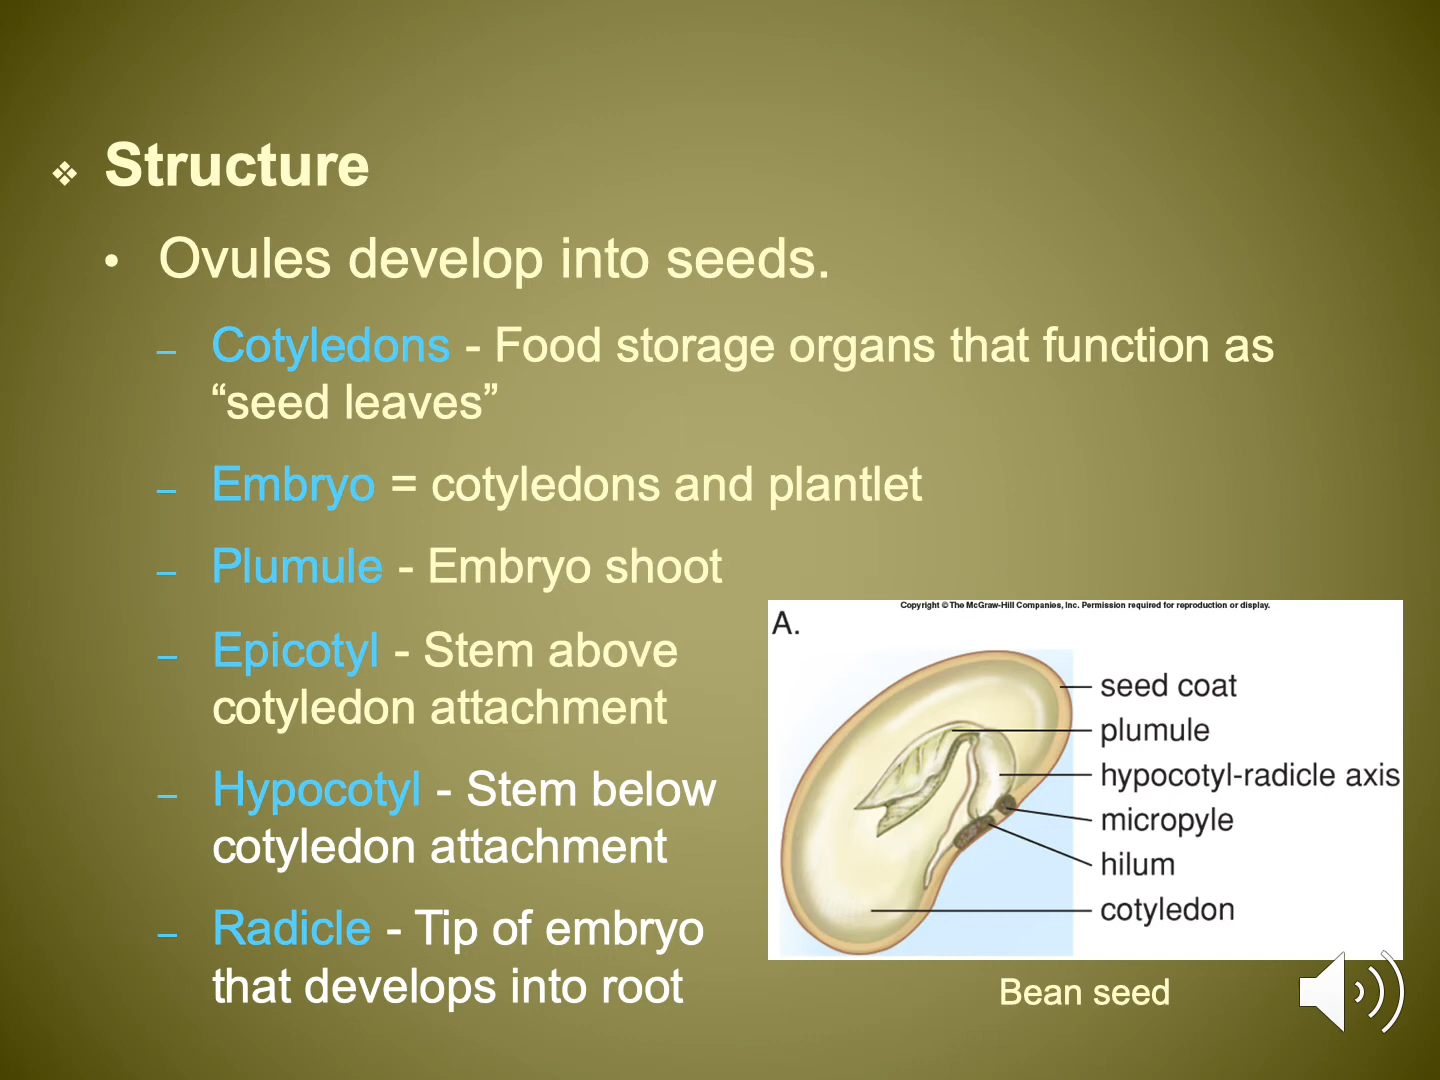 ❖ Structure
• Ovules develop into seeds.
– Cotyledons - Food storage organs that function as
“seed leaves”
– Embryo = cotyledons and plantlet
– Plumule - Embryo shoot
– Epicotyl - Stem above
cotyledon attachment
– Hypocotyl - Stem below
cotyledon attachment
– Radicle - Tip of embryo
that develops into root
Copyright © The McGraw-Hill Companies, Inc. Permission required for reproduction or display.
A.
seed coat
plumule
hypocotyl-radicle axis
micropyle
hilum
cotyledon
Bean seed